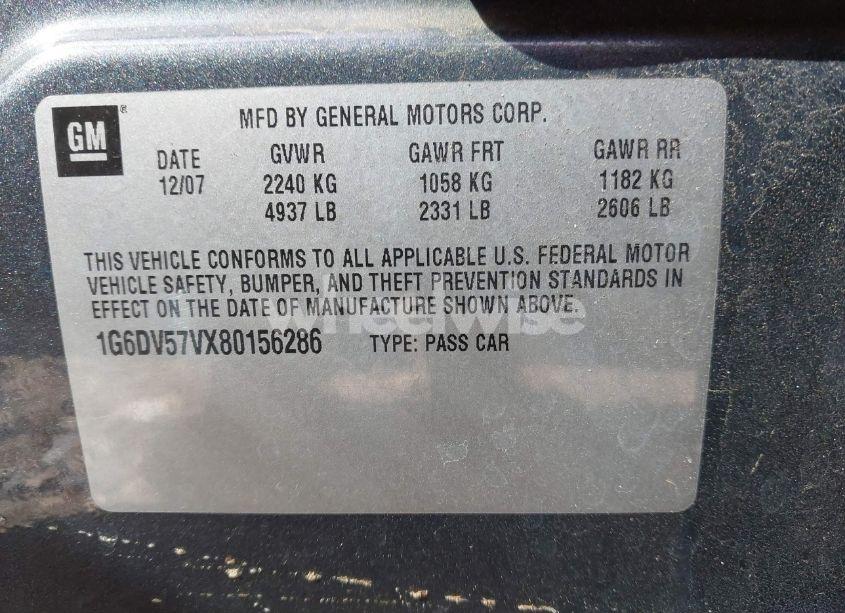 GM ®
MFD BY GENERAL MOTORS CORP.
DATE GVWR GAWR FRT GAWR RR
12/07 2240 KG 1058 KG 1182 KG
4937 LB 2331 LB 2606 LB
THIS VEHICLE CONFORMS TO ALL APPLICABLE U.S. FEDERAL MOTOR
VEHICLE SAFETY, BUMPER, AND THEFT PREVENTION STANDARDS IN
EFFECT ON THE DATE OF MANUFACTURE SHOWN ABOVE.
wheelwise
1G6DV57VX80156286 TYPE: PASS CAR